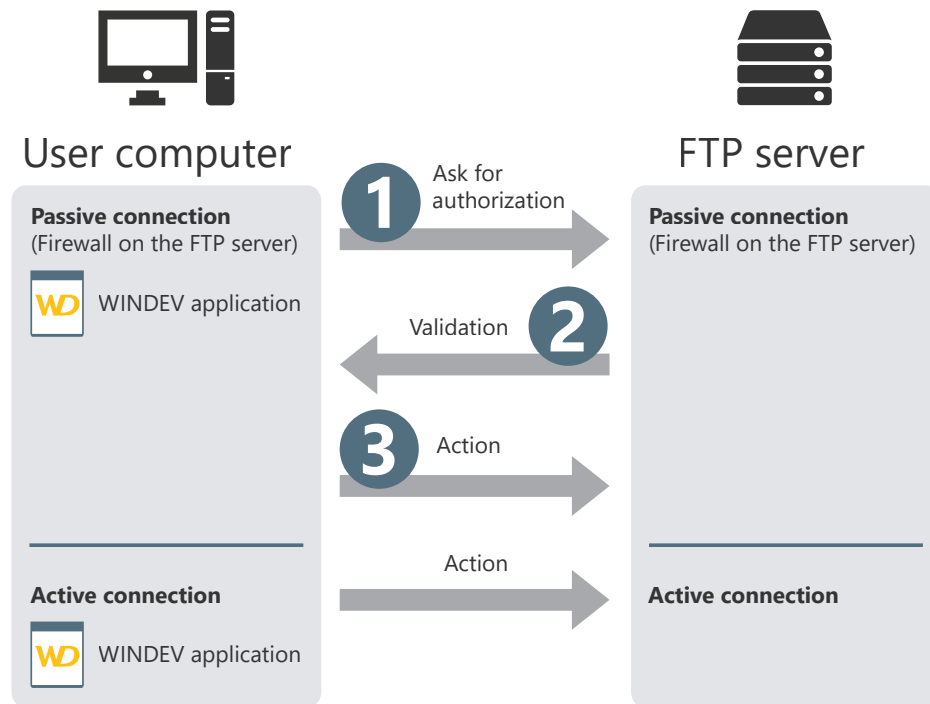 User computer
FTP server
Passive connection
(Firewall on the FTP server)
WD
WINDEV application
1
Ask for
authorization
Validation
2
3
Action
Passive connection
(Firewall on the FTP server)
Active connection
WD
WINDEV application
Action
Active connection